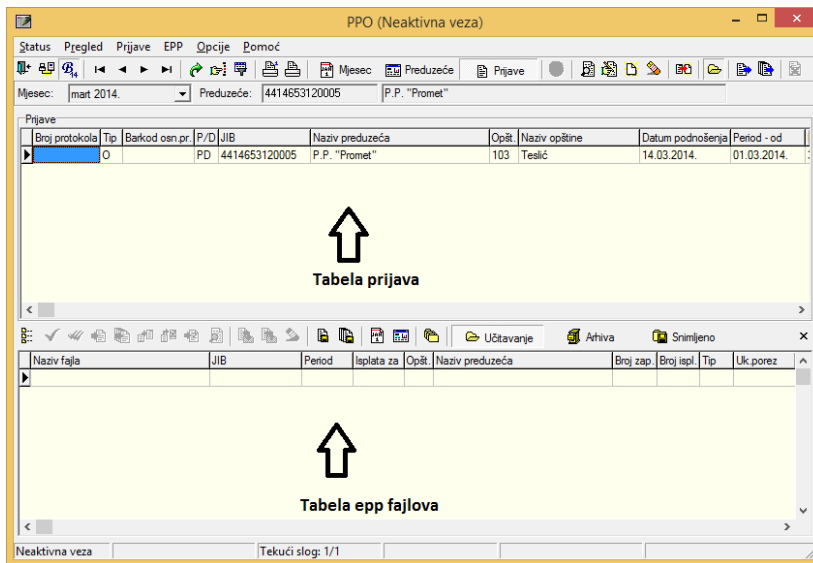 PPO (Neaktivna veza)
Status Pregled Prijave EPP Opcije Pomoć
Mjesec Preduzeće Prijave
Mjesec: mart 2014. Preduzeće: 4414653120005 P.P. "Promet"
Prijave
Broj protokola Tip Barkod osn.pr. P/D JIB Naziv preduzeća Opšt. Naziv opštine Datum podnošenja Period - od
O PD 4414653120005 P.P. "Promet" 103 Teslić 14.03.2014. 01.03.2014.
Tabela prijava
Učitavanje Arhiva Snimljeno
Naziv fajla JIB Period Isplata za Opšt. Naziv preduzeća Broj zap. Broj ispl. Tip Uk.porez
Tabela epp fajlova
Neaktivna veza Tekući slog: 1/1